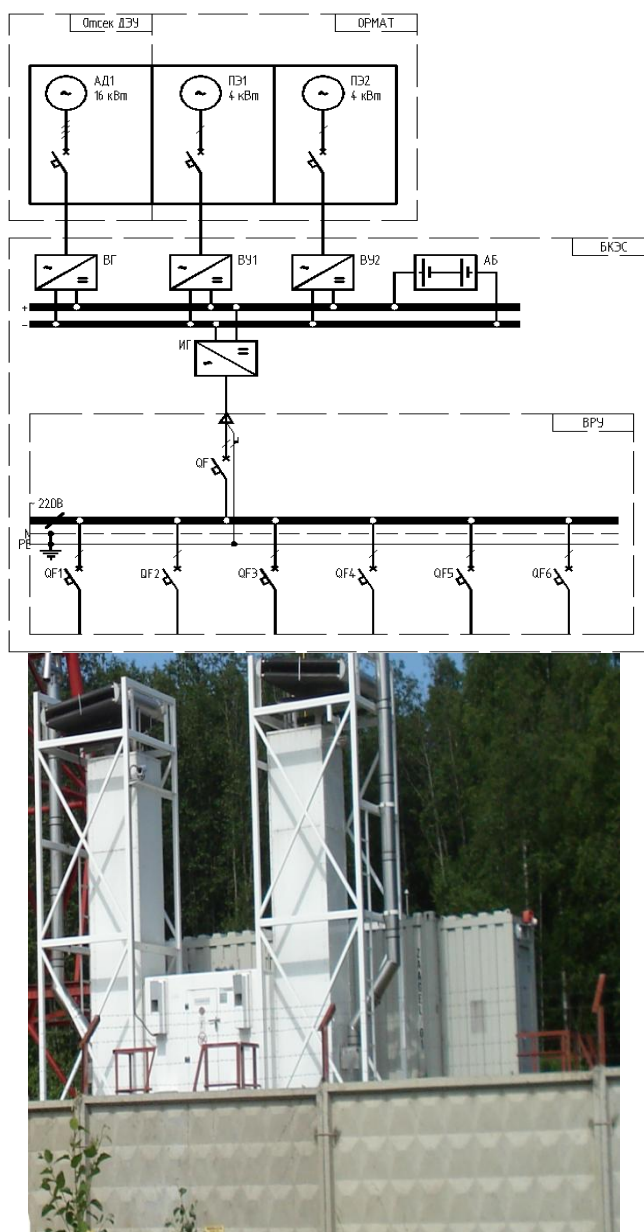 Отсек ДЭУ
ОРМАТ
АД1
16 кВт
ПЭ1
4 кВт
ПЭ2
4 кВт
БКЭС
ВГ
ВУ1
ВУ2
АБ
+
−
ИГ
ВРУ
QF
~220В
N
PE
QF1
QF2
QF3
QF4
QF5
QF6